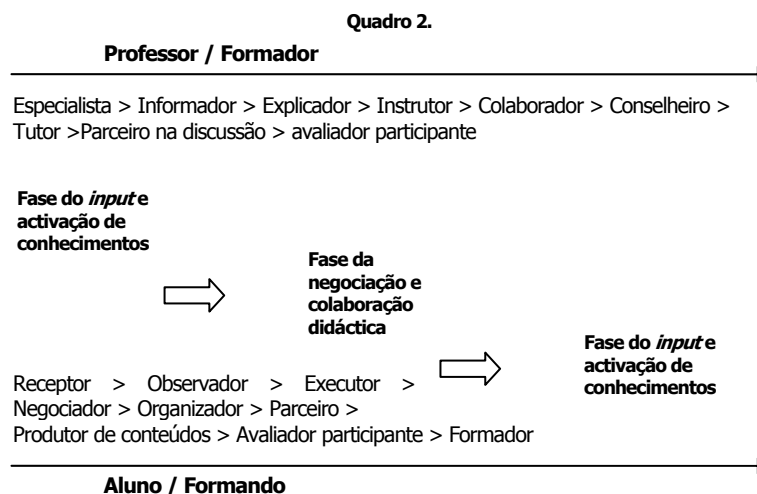 Quadro 2.
Professor / Formador
Especialista > Informador > Explicador > Instrutor > Colaborador > Conselheiro >
Tutor >Parceiro na discussão > avaliador participante
Fase do input e
activação de
conhecimentos
Fase da
negociação e
colaboração
didáctica
Fase do input e
activação de
conhecimentos
Receptor > Observador > Executor >
Negociador > Organizador > Parceiro >
Produtor de conteúdos > Avaliador participante > Formador
Aluno / Formando